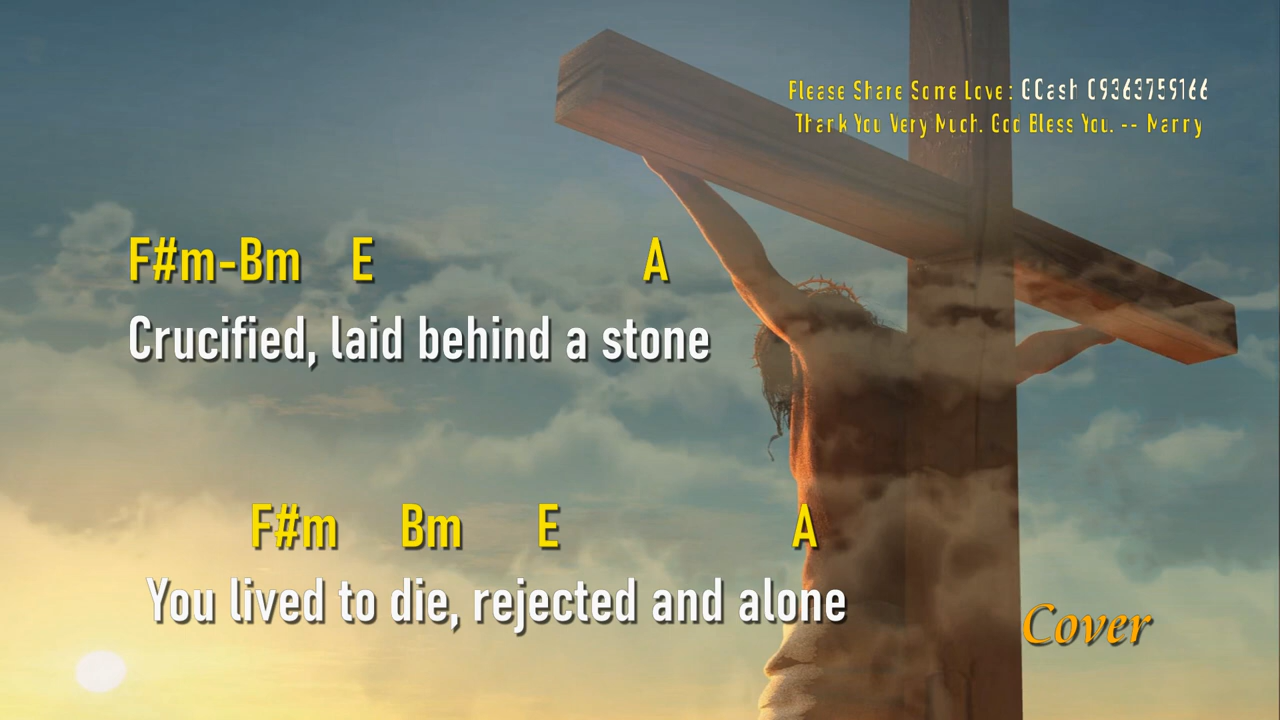 Please Share Some Love: GCash 09363759166
Thank You Very Much. God Bless You. -- Marry
F#m-Bm E A
Crucified, laid behind a stone
F#m Bm E A
You lived to die, rejected and alone
Cover